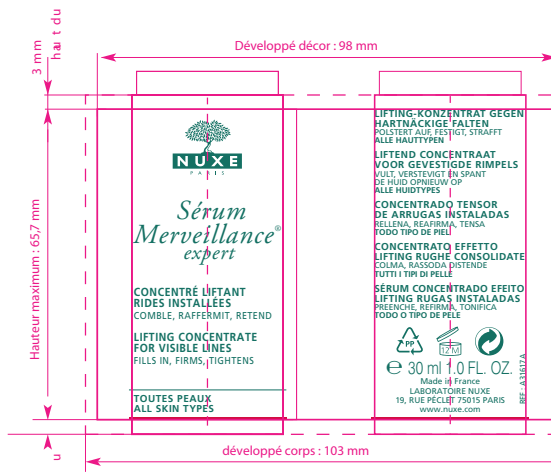 Développé décor : 98 mm
3 mm
haut du
Hauteur maximum : 65,7 mm
NUXE
PARIS
Sérum
Merveillance®
expert
CONCENTRÉ LIFTANT
RIDES INSTALLÉES
COMBLE, RAFFERMIT, RETEND
LIFTING CONCENTRATE
FOR VISIBLE LINES
FILLS IN, FIRMS, TIGHTENS
TOUTES PEAUX
ALL SKIN TYPES
LIFTING-KONZENTRAT GEGEN
HARTNÄCKIGE FALTEN
POLSTERT AUF, FESTIGT, STRAFFT
ALLE HAUTTYPEN
LIFTEND CONCENTRAAT
VOOR GEVESTIGDE RIMPELS
VULT, VERSTEVIGT EN SPANT
DE HUID OPNIEUW OP
ALLE HUIDTYPES
CONCENTRADO TENSOR
DE ARRUGAS INSTALADAS
RELLENA, REAFIRMA, TENSA
TODO TIPO DE PIEL
CONCENTRATO EFFETTO
LIFTING RUGHE CONSOLIDATE
COLMA, RASSODA DISTENDE
TUTTI I TIPI DI PELLE
SÉRUM CONCENTRADO EFEITO
LIFTING RUGAS INSTALADAS
PREENCHE, REFIRMA, TONIFICA
TODO O TIPO DE PELE
PP
12 M
℮ 30 ml 1.0 FL. OZ.
Made in France
LABORATOIRE NUXE
19, RUE PÉCLET 75015 PARIS
www.nuxe.com
REF : A31617A
u
développé corps : 103 mm